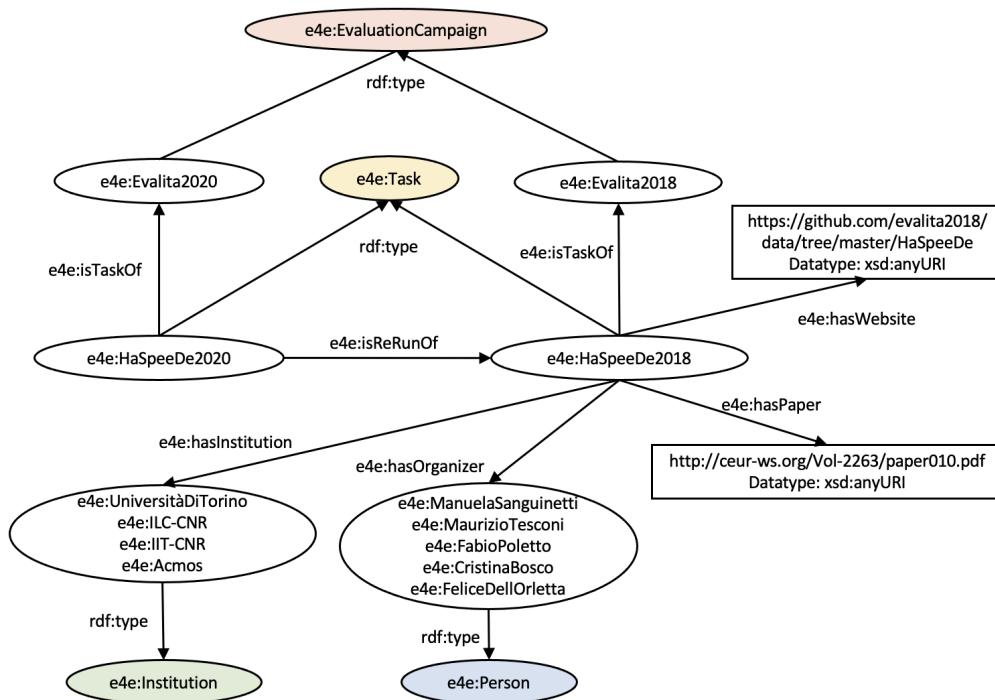 e4e:EvaluationCampaign
rdf:type
e4e:Evalita2020
e4e:Task
e4e:Evalita2018
https://github.com/evalita2018/
data/tree/master/HaSpeeDe
Datatype: xsd:anyURI
rdf:type
e4e:isTaskOf
e4e:isTaskOf
e4e:hasWebsite
e4e:HaSpeeDe2020
e4e:isReRunOf
e4e:HaSpeeDe2018
e4e:hasPaper
e4e:hasInstitution
e4e:hasOrganizer
http://ceur-ws.org/Vol-2263/paper010.pdf
Datatype: xsd:anyURI
e4e:UniversitàDiTorino
e4e:ILC-CNR
e4e:IIT-CNR
e4e:Acmos
e4e:ManuelaSanguinetti
e4e:MaurizioTesconi
e4e:FabioPoletto
e4e:CristinaBosco
e4e:FeliceDellOrletta
rdf:type
rdf:type
e4e:Institution
e4e:Person